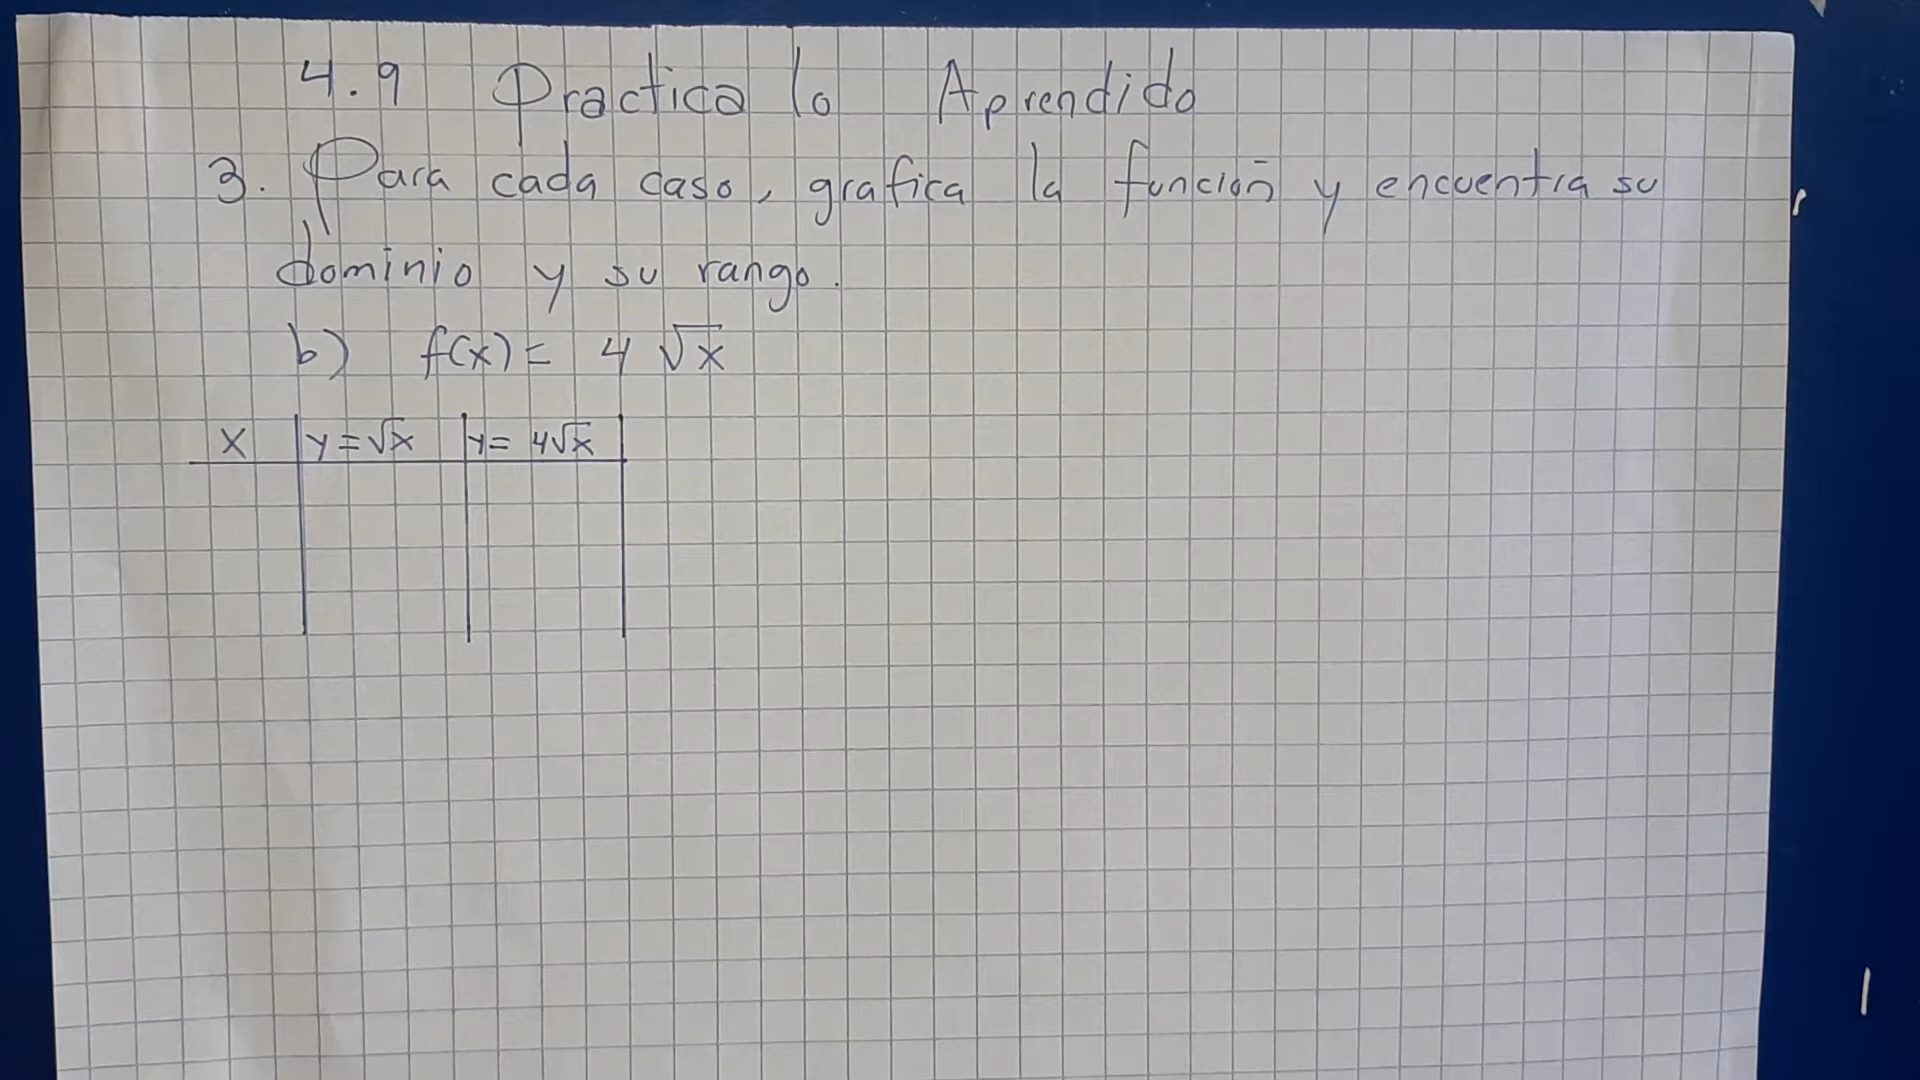 4.9 Practica lo Aprendido
3. Para cada caso, grafica la función y encuentra su
dominio y su rango.
b) f(x) = 4 √x
x | y = √x | y = 4√x